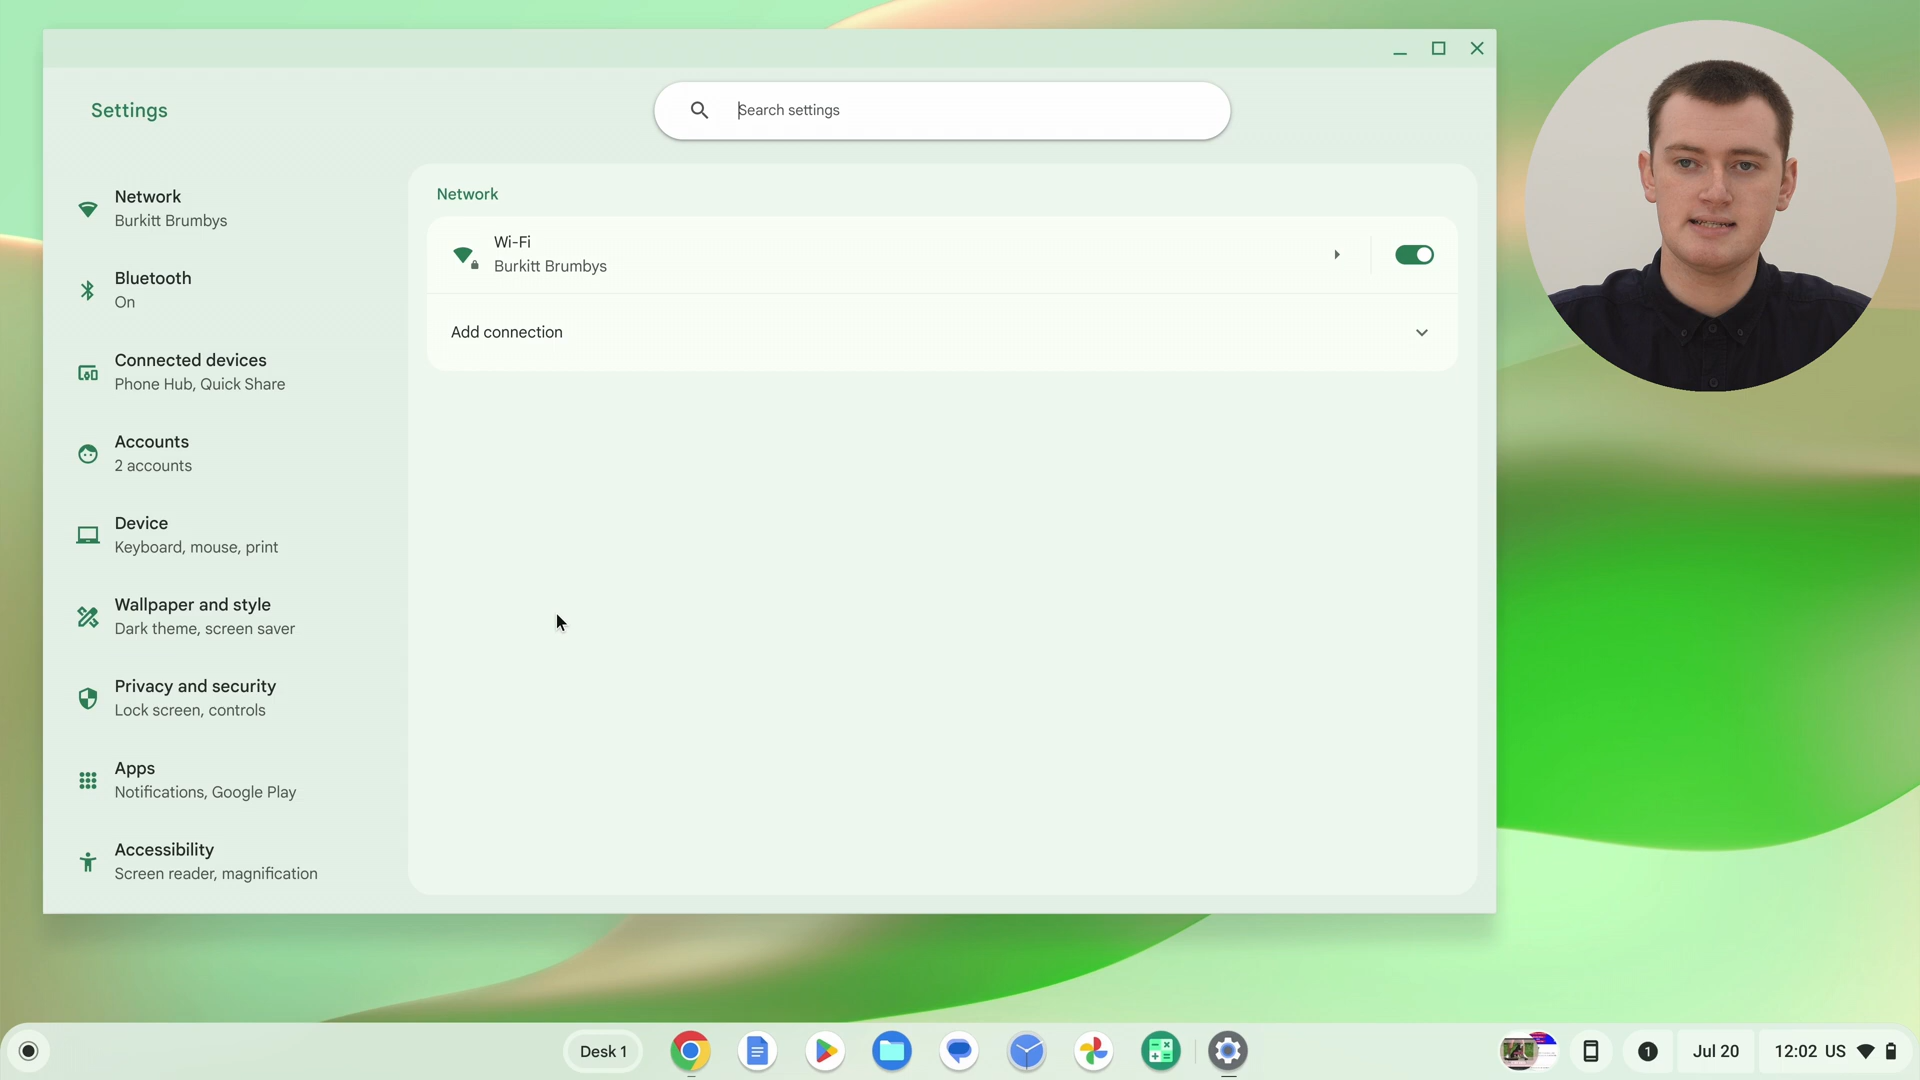 Settings
Search settings
Network
Burkitt Brumbys
Bluetooth
On
Connected devices
Phone Hub, Quick Share
Accounts
2 accounts
Device
Keyboard, mouse, print
Wallpaper and style
Dark theme, screen saver
Privacy and security
Lock screen, controls
Apps
Notifications, Google Play
Accessibility
Screen reader, magnification
Network
Wi-Fi
Burkitt Brumbys
Add connection
Desk 1
1
Jul 20
12:02 US